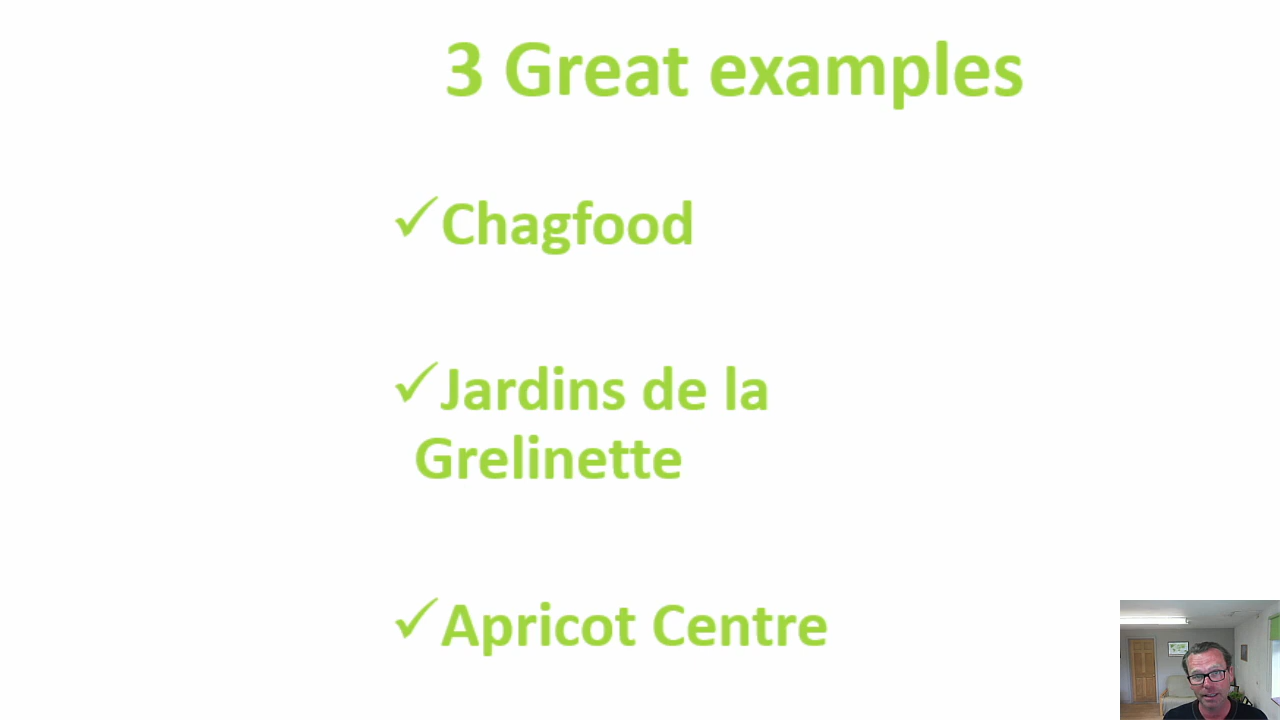 3 Great examples
✓Chagfood
✓Jardins de la
Grelinette
✓Apricot Centre